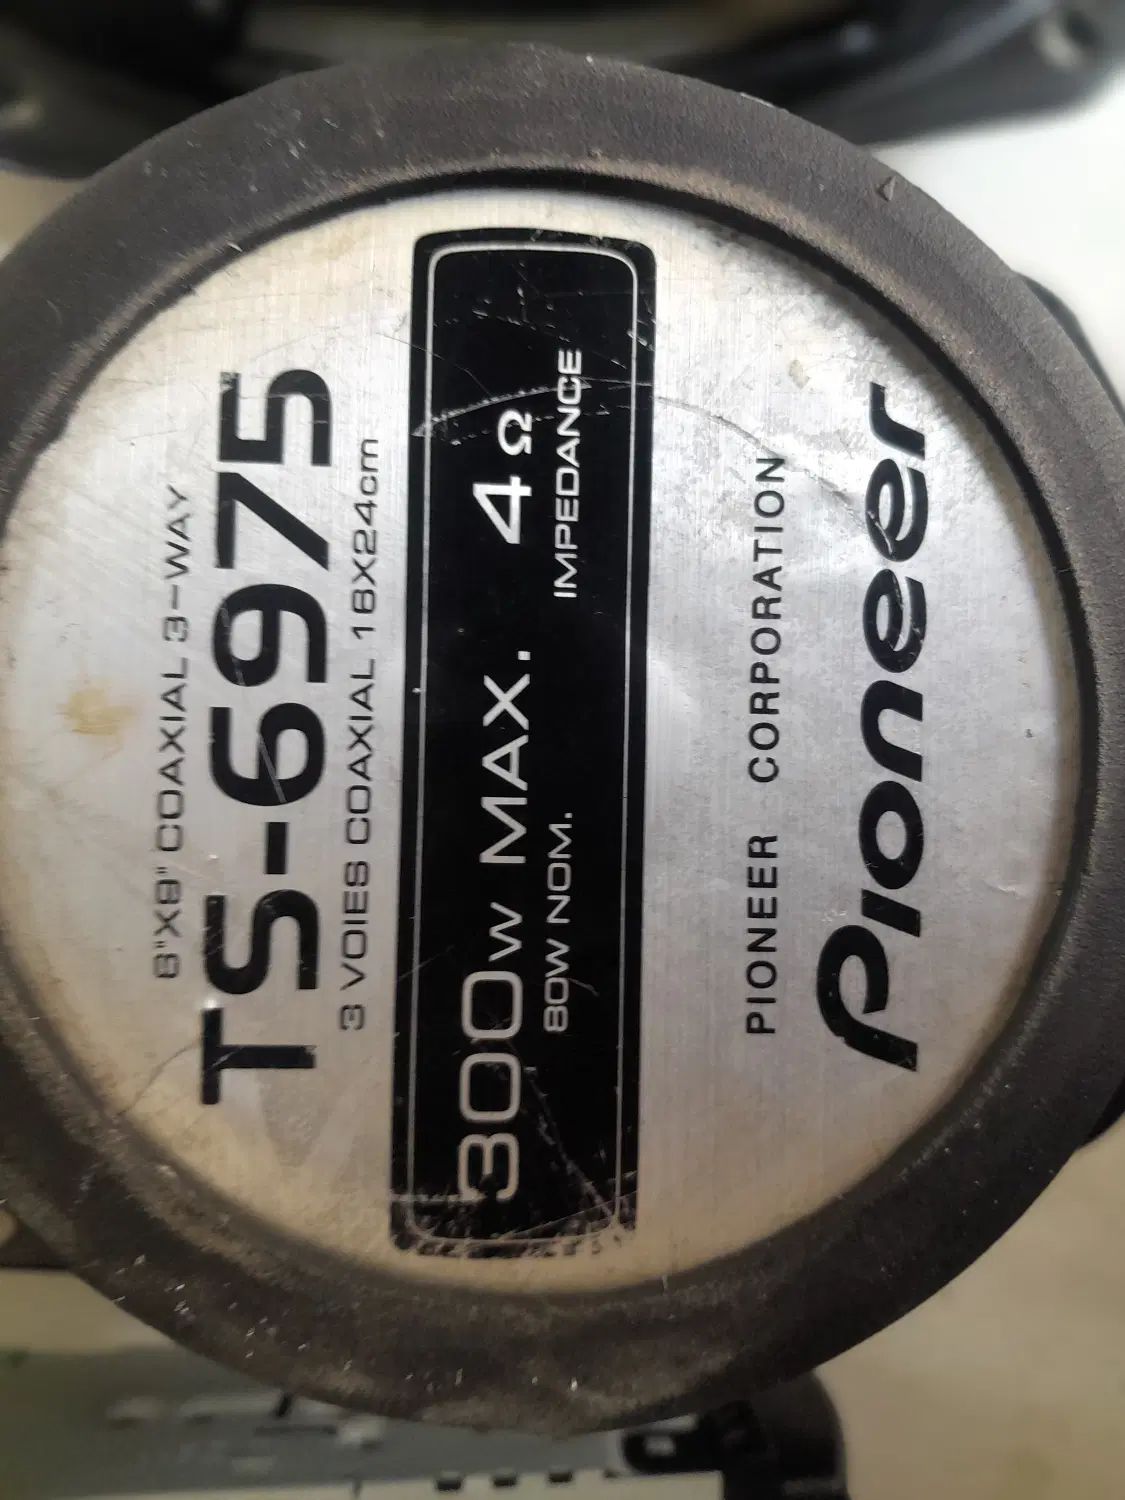 6"X9" COAXIAL 3-WAY
TS-6975
3 VOIES COAXIAL 16X24cm
300w MAX. 4 Ω
80W NOM. IMPEDANCE
PIONEER CORPORATION
Pioneer